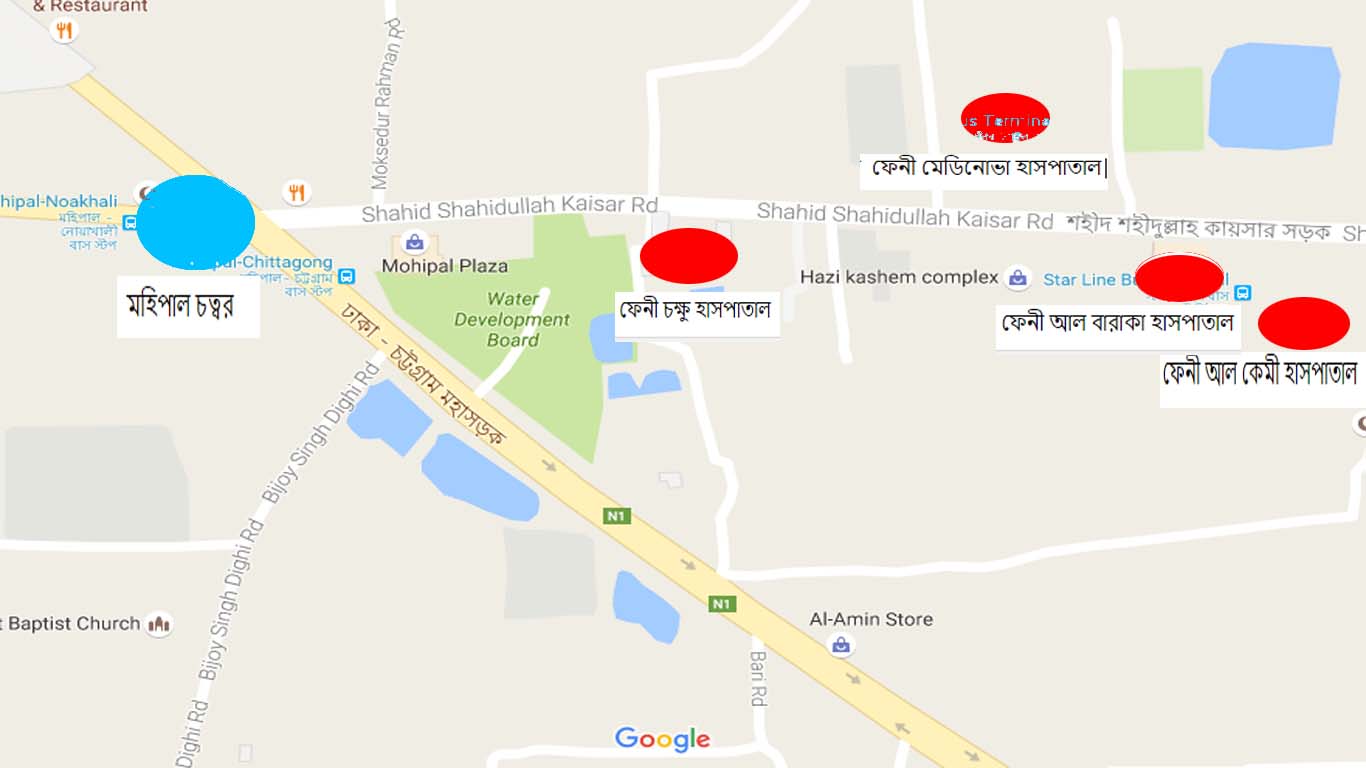 & Restaurant
Moksedur Rahman Rd
ফেনী মেডিনোভা হাসপাতাল|
hipal-Noakhali
মহিপাল -
নোয়াখালী
বাস স্টপ
Shahid Shahidullah Kaisar Rd
Shahid Shahidullah Kaisar Rd
শহীদ শহীদুল্লাহ কায়সার সড়ক
Sh
Mohipal Plaza
pal-Chittagong
মহিপাল- চট্টগ্রাম
বাস স্টপ
মহিপাল চত্বর
Water
Development
Board
ফেনী চক্ষু হাসপাতাল
Hazi kashem complex
Star Line
ফেনী আল বারাকা হাসপাতাল
ফেনী আল কেমী হাসপাতাল
ঢাকা - চট্টগ্রাম মহাসড়ক
Bijoy Singh Dighi Rd
Bijoy Singh Dighi Rd
Dighi Rd
N1
N1
t Baptist Church
Al-Amin Store
Bari Rd
Google